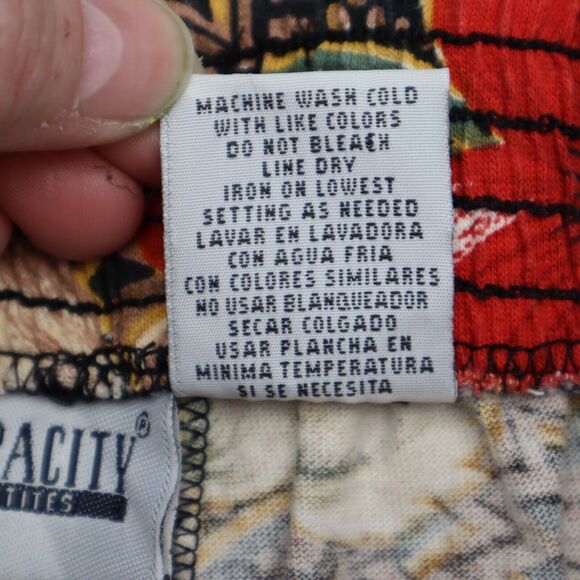 MACHINE WASH COLD
WITH LIKE COLORS
DO NOT BLEACH
LINE DRY
IRON ON LOWEST
SETTING AS NEEDED
LAVAR EN LAVADORA
CON AGUA FRIA
CON COLORES SIMILARES
NO USAR BLANQUEADOR
SECAR COLGADO
USAR PLANCHA EN
MINIMA TEMPERATURA
SI SE NECESITA
PACITY®
TITES